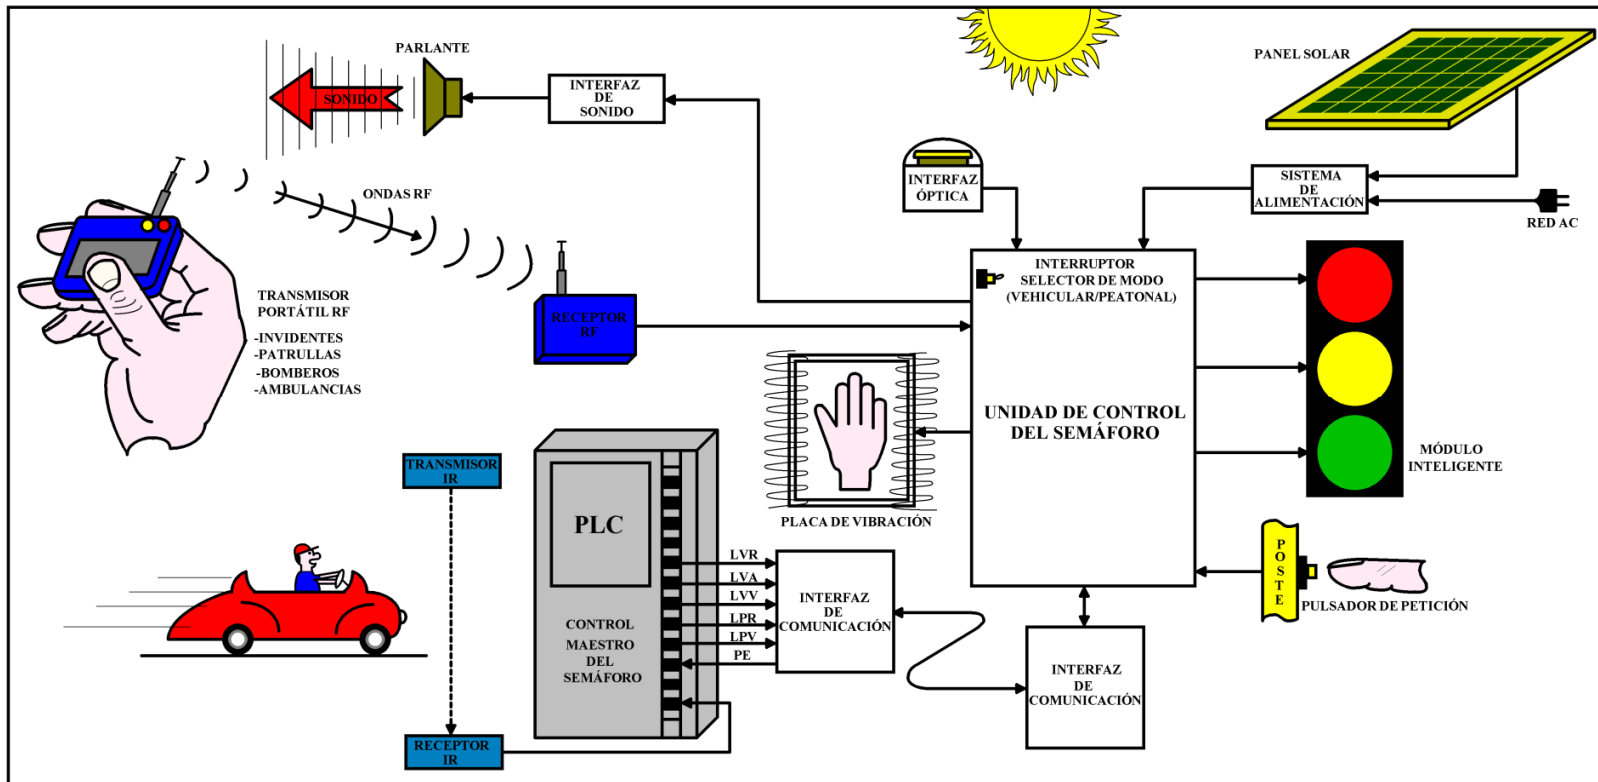 PARLANTE
SONIDO
INTERFAZ
DE
SONIDO
PANEL SOLAR
INTERFAZ
ÓPTICA
SISTEMA
DE
ALIMENTACIÓN
RED AC
ONDAS RF
TRANSMISOR
PORTÁTIL RF
-INVIDENTES
-PATRULLAS
-BOMBEROS
-AMBULANCIAS
RECEPTOR
RF
INTERRUPTOR
SELECTOR DE MODO
(VEHICULAR/PEATONAL)
UNIDAD DE CONTROL
DEL SEMÁFORO
MÓDULO
INTELIGENTE
PLACA DE VIBRACIÓN
TRANSMISOR
IR
PLC
CONTROL
MAESTRO
DEL
SEMÁFORO
LVR
LVA
LVV
LPR
LPV
PE
INTERFAZ
DE
COMUNICACIÓN
POSTE
PULSADOR DE PETICIÓN
INTERFAZ
DE
COMUNICACIÓN
RECEPTOR
IR